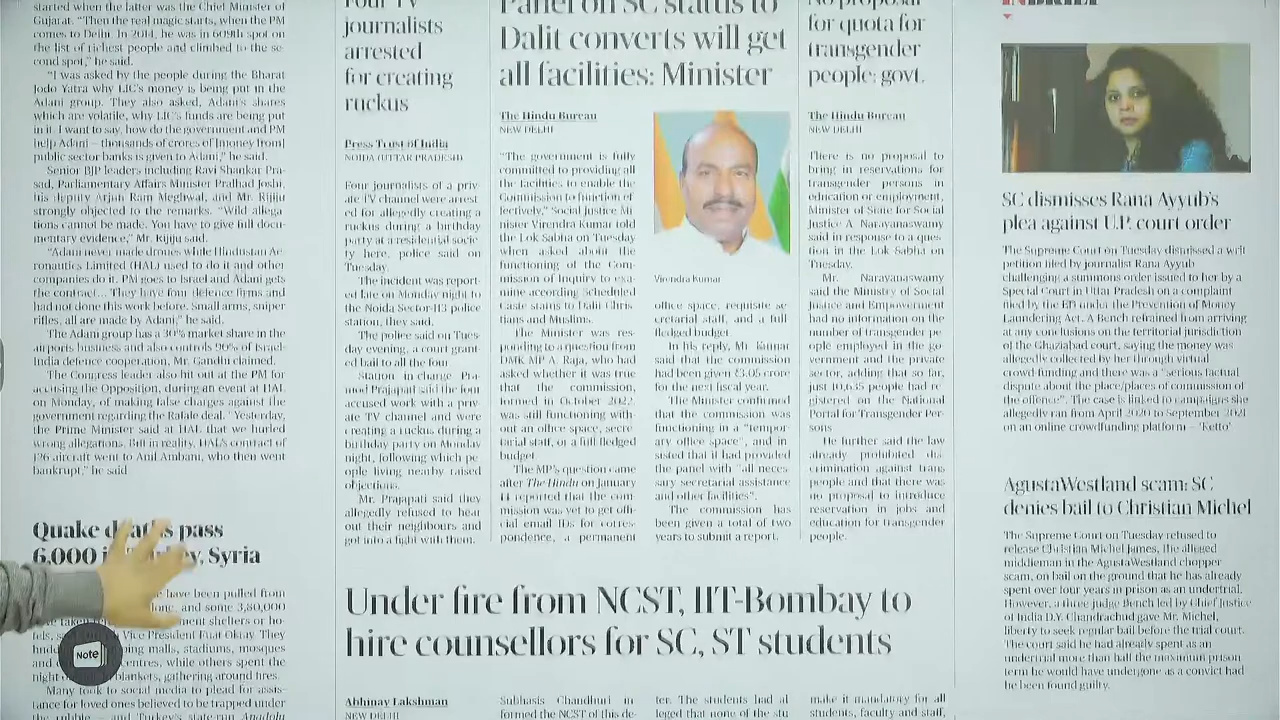 started when the latter was the Chief Minister of
Gujarat. "Then the real magic starts, when the PM
comes to Delhi. In 2014, he was in 609th spot on
the list of richest people and climbed to the se-
cond spot," he said.
"I was asked by the people during the Bharat
Jodo Yatra why LIC's money is being put in the
Adani group. They also asked, Adani's shares
which are volatile, why LIC's funds are being put
in it. I want to say, how do the government and PM
help Adani – thousands of crores of [money from]
public sector banks is given to Adani," he said.
Senior BJP leaders including Ravi Shankar Pra-
sad, Parliamentary Affairs Minister Pralhad Joshi,
his deputy Arjun Ram Meghwal, and Mr. Rijiju
strongly objected to the remarks. "Wild allega-
tions cannot be made. You have to give full docu-
mentary evidence," Mr. Rijiju said.
"Adani never made drones while Hindustan Ae-
ronautics Limited (HAL) used to do it and other
companies do it. PM goes to Israel and Adani gets
the contract... They have four defence firms and
had not done this work before. Small arms, sniper
rifles, all are made by Adani," he said.
The Adani group has a 30% market share in the
airports business and also controls 90% of Israel-
India defence cooperation, Mr. Gandhi claimed.
The Congress leader also hit out at the PM for
accusing the Opposition, during an event at HAL
on Monday, of making false charges against the
government regarding the Rafale deal. "Yesterday,
the Prime Minister said at HAL that we hurled
wrong allegations. But in reality, HAL's contract of
126 aircraft went to Anil Ambani, who then went
bankrupt," he said
Quake deaths pass
6,000 in Turkey, Syria
have been pulled from
alone, and some 3,80,000
taken ment shelters or ho-
tels, Vice President Fuat Oktay. They
ping malls, stadiums, mosques
and centres, while others spent the
night blankets, gathering around fires.
Many took to social media to plead for assis-
tance for loved ones believed to be trapped under
the rubble – and Turkey's state-run Anadolu
Note
Four TV
journalists
arrested
for creating
ruckus
Press Trust of India
NOIDA (UTTAR PRADESH)
Four journalists of a priv-
ate TV channel were arrest-
ed for allegedly creating a
ruckus during a birthday
party at a residential socie-
ty here, police said on
Tuesday.
The incident was report-
ed late on Monday night to
the Noida Sector-113 police
station, they said.
The police said on Tues-
day evening, a court grant-
ed bail to all the four.
Station in-charge Pra-
mod Prajapati said the four
accused work with a priv-
ate TV channel and were
creating a ruckus during a
birthday party on Monday
night, following which pe-
ople living nearby raised
objections.
Mr. Prajapati said they
allegedly refused to hear
out their neighbours and
got into a fight with them.
Panel on SC status to
Dalit converts will get
all facilities: Minister
The Hindu Bureau
NEW DELHI
"The government is fully
committed to providing all
the facilities to enable the
Commission to function ef-
fectively," Social Justice Mi-
nister Virendra Kumar told
the Lok Sabha on Tuesday
when asked about the
functioning of the Com-
mission of Inquiry to exa-
mine according Scheduled
Caste status to Dalit Chris-
tians and Muslims.
The Minister was res-
ponding to a question from
DMK MP A. Raja, who had
asked whether it was true
that the commission,
formed in October 2022,
was still functioning with-
out an office space, secre-
tarial staff, or a full-fledged
budget.
The MP's question came
after The Hindu on January
11 reported that the com-
mission was yet to get offi-
cial email IDs for corres-
pondence, a permanent
Virendra Kumar
office space, requisite se-
cretarial staff, and a full-
fledged budget.
In his reply, Mr. Kumar
said that the commission
had been given ₹3.05 crore
for the next fiscal year.
The Minister confirmed
that the commission was
functioning in a "tempor-
ary office space", and in-
sisted that it had provided
the panel with "all neces-
sary secretarial assistance
and other facilities".
The commission has
been given a total of two
years to submit a report.
No proposal
for quota for
transgender
people: govt.
The Hindu Bureau
NEW DELHI
There is no proposal to
bring in reservations for
transgender persons in
education or employment,
Minister of State for Social
Justice A Narayanaswamy
said in response to a ques-
tion in the Lok Sabha on
Tuesday.
Mr. Narayanaswamy
said the Ministry of Social
Justice and Empowerment
had no information on the
number of transgender pe-
ople employed in the go-
vernment and the private
sector, adding that so far,
just 10,635 people had re-
gistered on the National
Portal for Transgender Per-
sons.
He further said the law
already prohibited dis-
crimination against trans
people and that there was
no proposal to introduce
reservation in jobs and
education for transgender
people.
Under fire from NCST, IIT-Bombay to
hire counsellors for SC, ST students
Abhinay Lakshman
NEW DELHI
Subhasis Chaudhuri in-
formed the NCST of this de-
ter. The students had al-
leged that none of the stu-
make it mandatory for all
students, faculty and staff,
IN BRIEF
SC dismisses Rana Ayyub's
plea against U.P. court order
The Supreme Court on Tuesday dismissed a writ
petition filed by journalist Rana Ayyub
challenging a summons order issued to her by a
Special Court in Uttar Pradesh on a complaint
filed by the ED under the Prevention of Money
Laundering Act. A Bench refrained from arriving
at any conclusions on the territorial jurisdiction
of the Ghaziabad court, saying the money was
allegedly collected by her through virtual
crowd-funding and there was a "serious factual
dispute about the place/places of commission of
the offence". The case is linked to campaigns she
allegedly ran from April 2020 to September 2021
on an online crowdfunding platform – 'Ketto'
AgustaWestland scam: SC
denies bail to Christian Michel
The Supreme Court on Tuesday refused to
release Christian Michel James, the alleged
middleman in the AgustaWestland chopper
scam, on bail on the ground that he has already
spent over four years in prison as an undertrial.
However, a three-judge Bench led by Chief Justice
of India D.Y. Chandrachud gave Mr. Michel,
liberty to seek regular bail before the trial court.
The court said he had already spent as an
undertrial more than half the maximum prison
term he would have undergone as a convict had
he been found guilty.